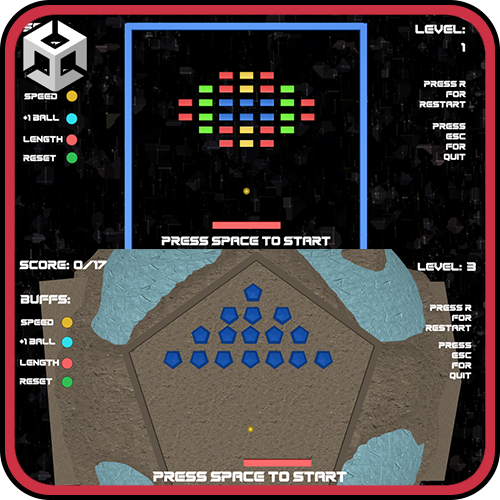 LEVEL:
1
SPEED
+1 BALL
LENGTH
RESET
PRESS R
FOR
RESTART
PRESS
ESC
FOR
QUIT
PRESS SPACE TO START
SCORE: 0/17
LEVEL: 3
BUFFS:
SPEED
+1 BALL
LENGTH
RESET
PRESS R
FOR
RESTART
PRESS
ESC
FOR
QUIT
PRESS SPACE TO START